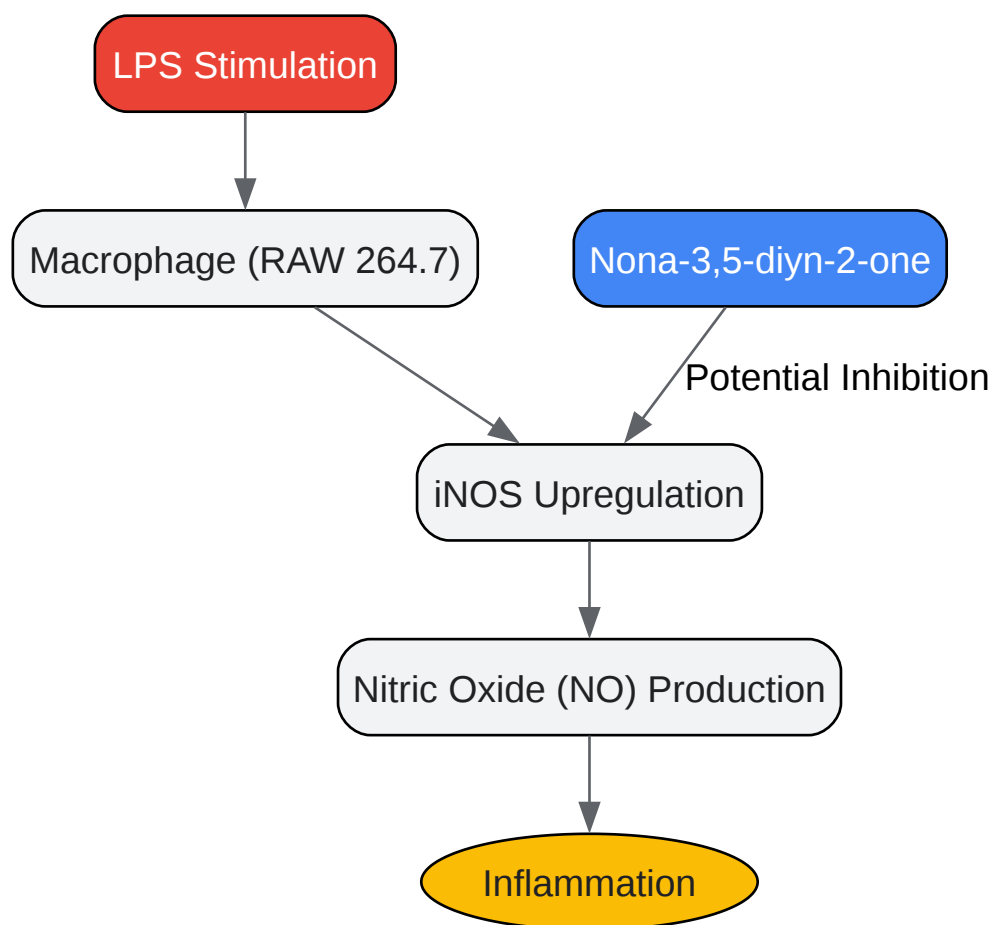 LPS Stimulation
Macrophage (RAW 264.7)
Nona-3,5-diyn-2-one
Potential Inhibition
iNOS Upregulation
Nitric Oxide (NO) Production
Inflammation